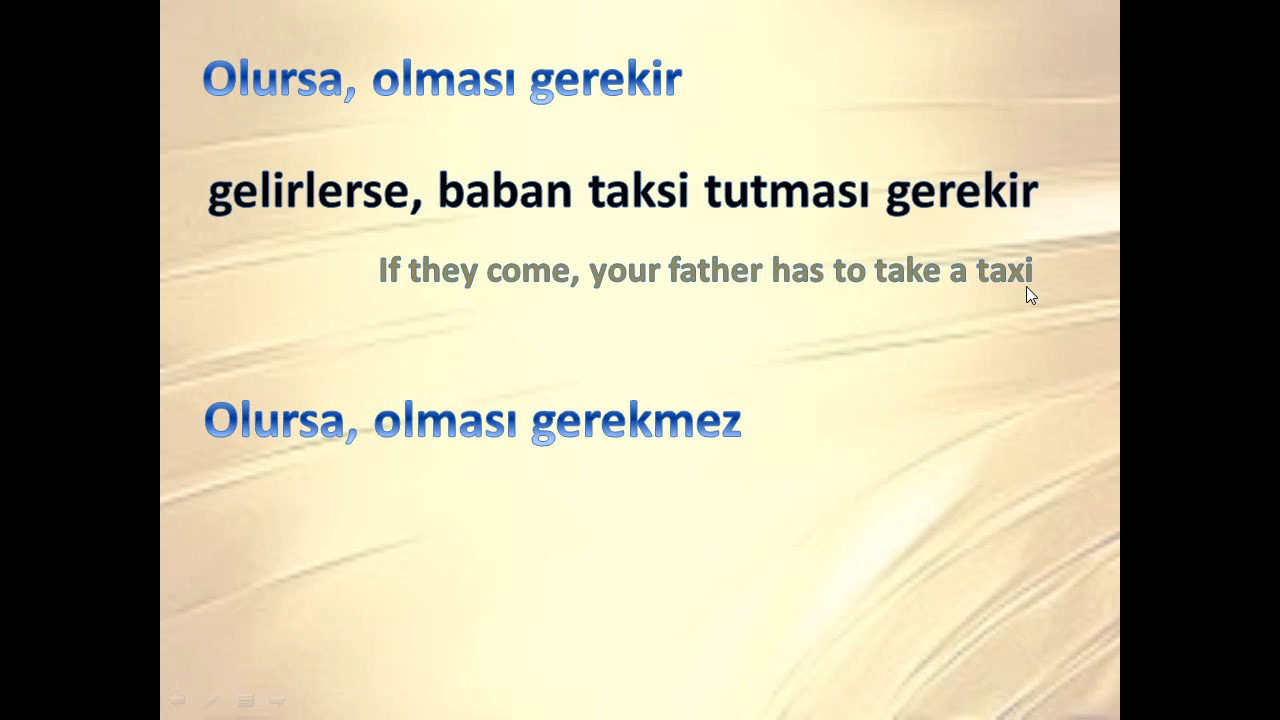 Olursa, olması gerekir
gelirlerse, baban taksi tutması gerekir
If they come, your father has to take a taxi
Olursa, olması gerekmez